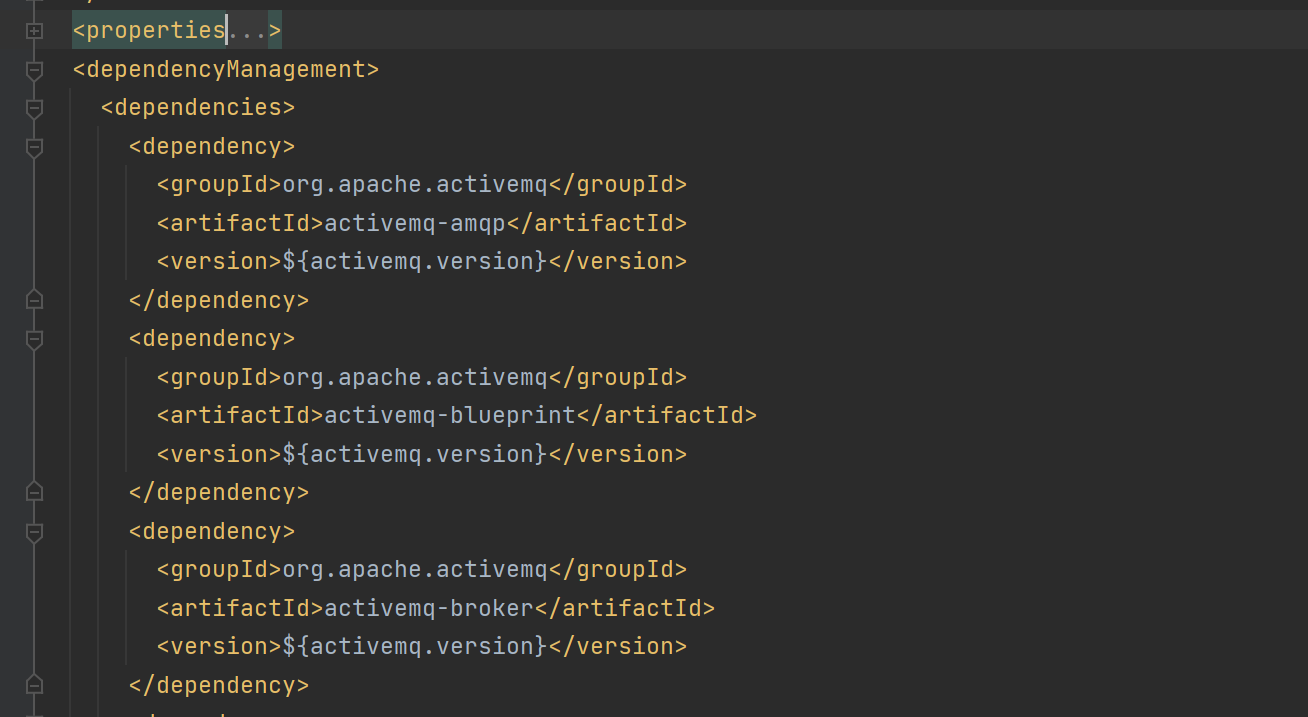 <properties...>
<dependencyManagement>
<dependencies>
<dependency>
<groupId>org.apache.activemq</groupId>
<artifactId>activemq-amqp</artifactId>
<version>${activemq.version}</version>
</dependency>
<dependency>
<groupId>org.apache.activemq</groupId>
<artifactId>activemq-blueprint</artifactId>
<version>${activemq.version}</version>
</dependency>
<dependency>
<groupId>org.apache.activemq</groupId>
<artifactId>activemq-broker</artifactId>
<version>${activemq.version}</version>
</dependency>